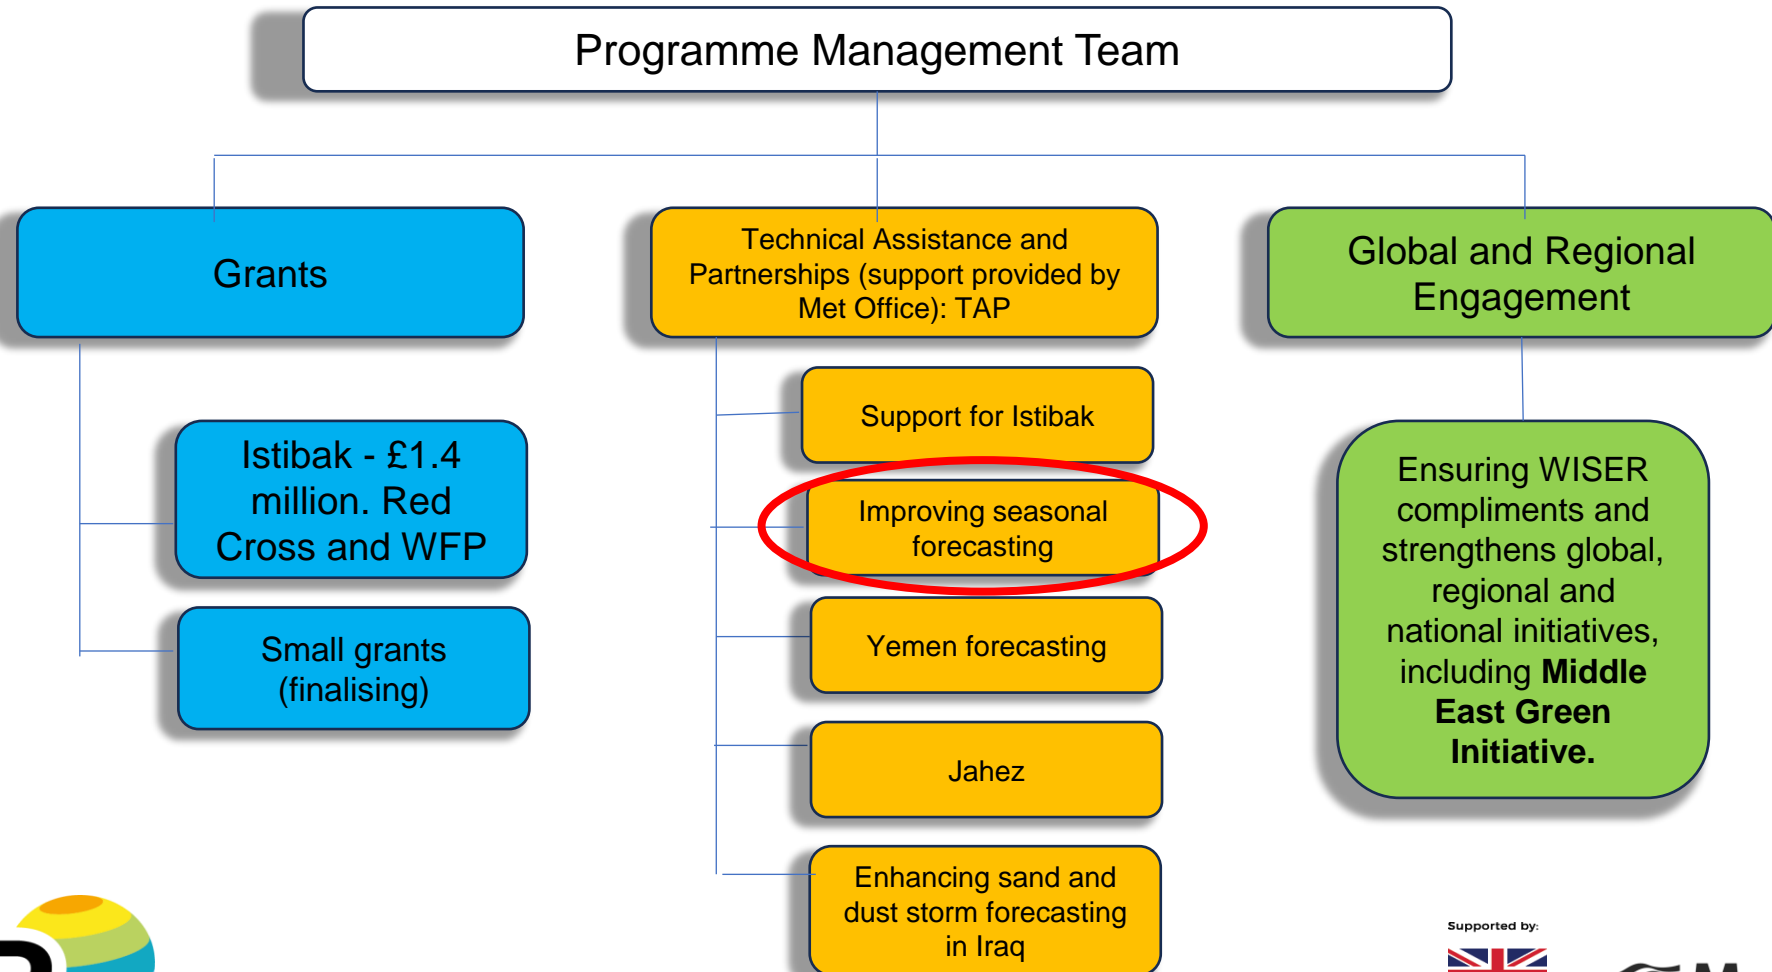 Programme Management Team
Grants
Technical Assistance and
Partnerships (support provided by
Met Office): TAP
Global and Regional
Engagement
Istibak - £1.4
million. Red
Cross and WFP
Small grants
(finalising)
Support for Istibak
Improving seasonal
forecasting
Yemen forecasting
Jahez
Enhancing sand and
dust storm forecasting
in Iraq
Ensuring WISER
compliments and
strengthens global,
regional and
national initiatives,
including Middle
East Green
Initiative.
Supported by: